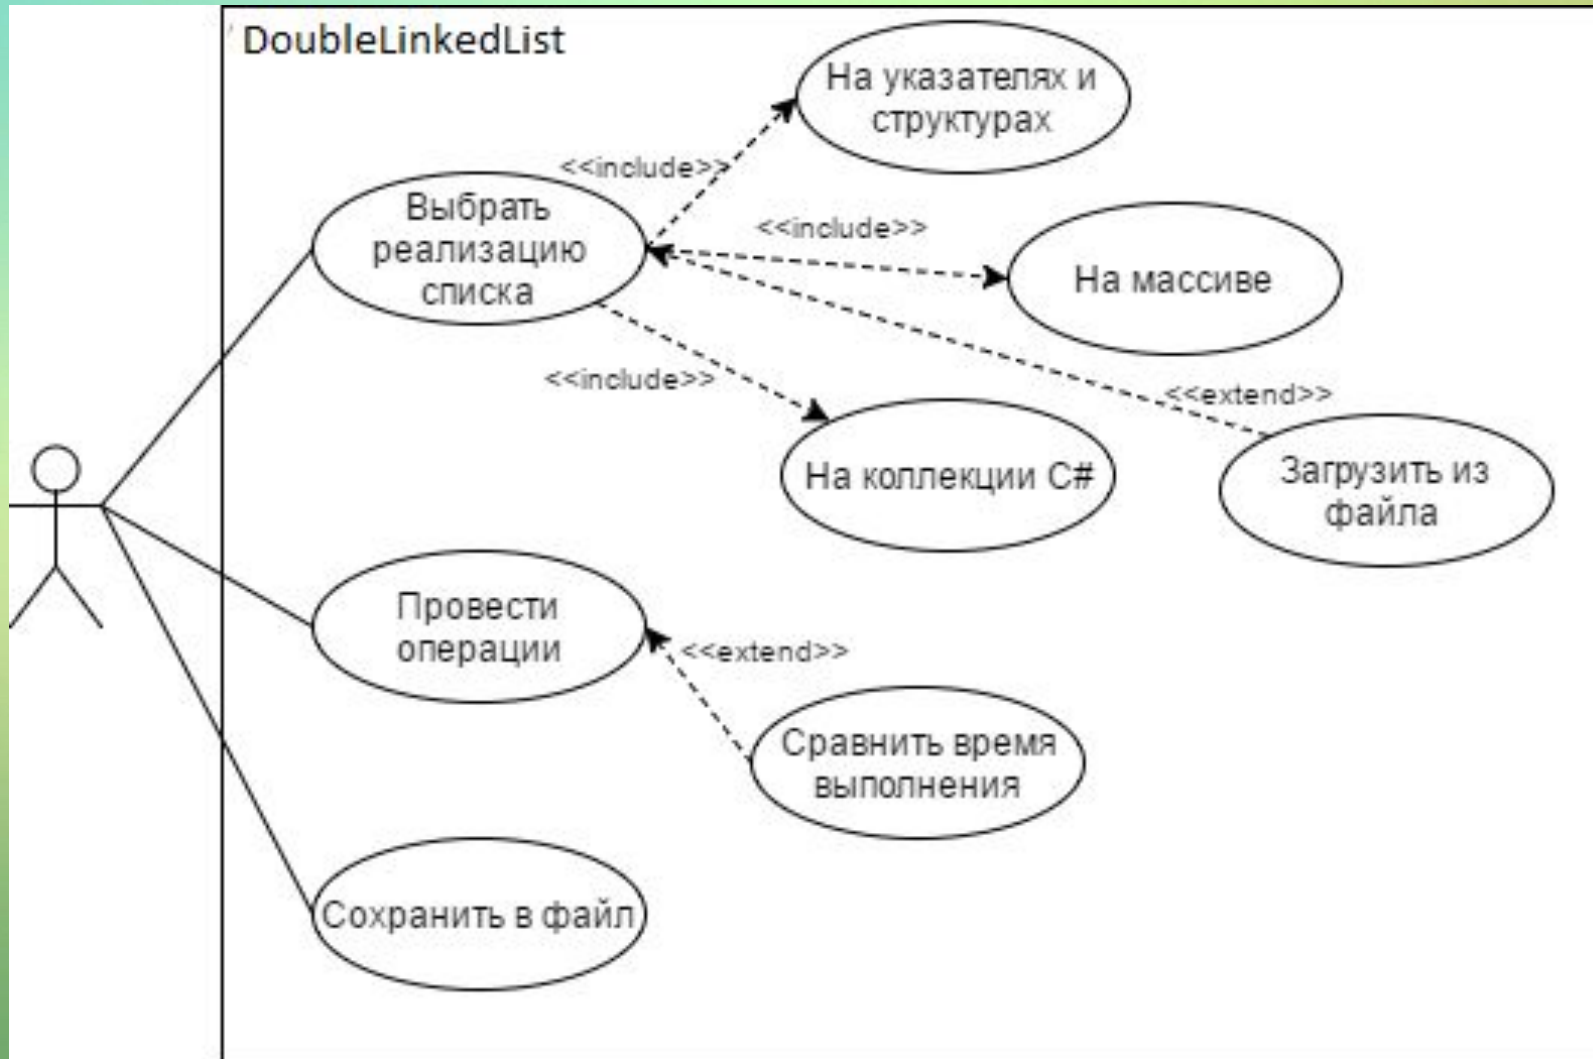 DoubleLinkedList
На указателях и
структурах
<<include>>
Выбрать
реализацию
списка
<<include>>
На массиве
<<include>>
<<extend>>
На коллекции C#
Загрузить из
файла
Провести
операции
<<extend>>
Сравнить время
выполнения
Сохранить в файл